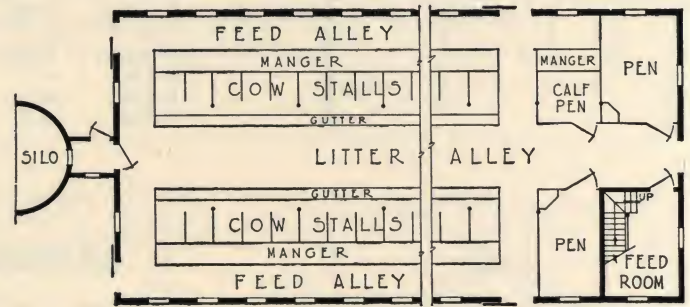 FEED ALLEY
MANGER
COW STALLS
GUTTER
MANGER
CALF
PEN
PEN
SILO
LITTER ALLEY
GUTTER
COW STALLS
MANGER
FEED ALLEY
PEN
UP
FEED
ROOM